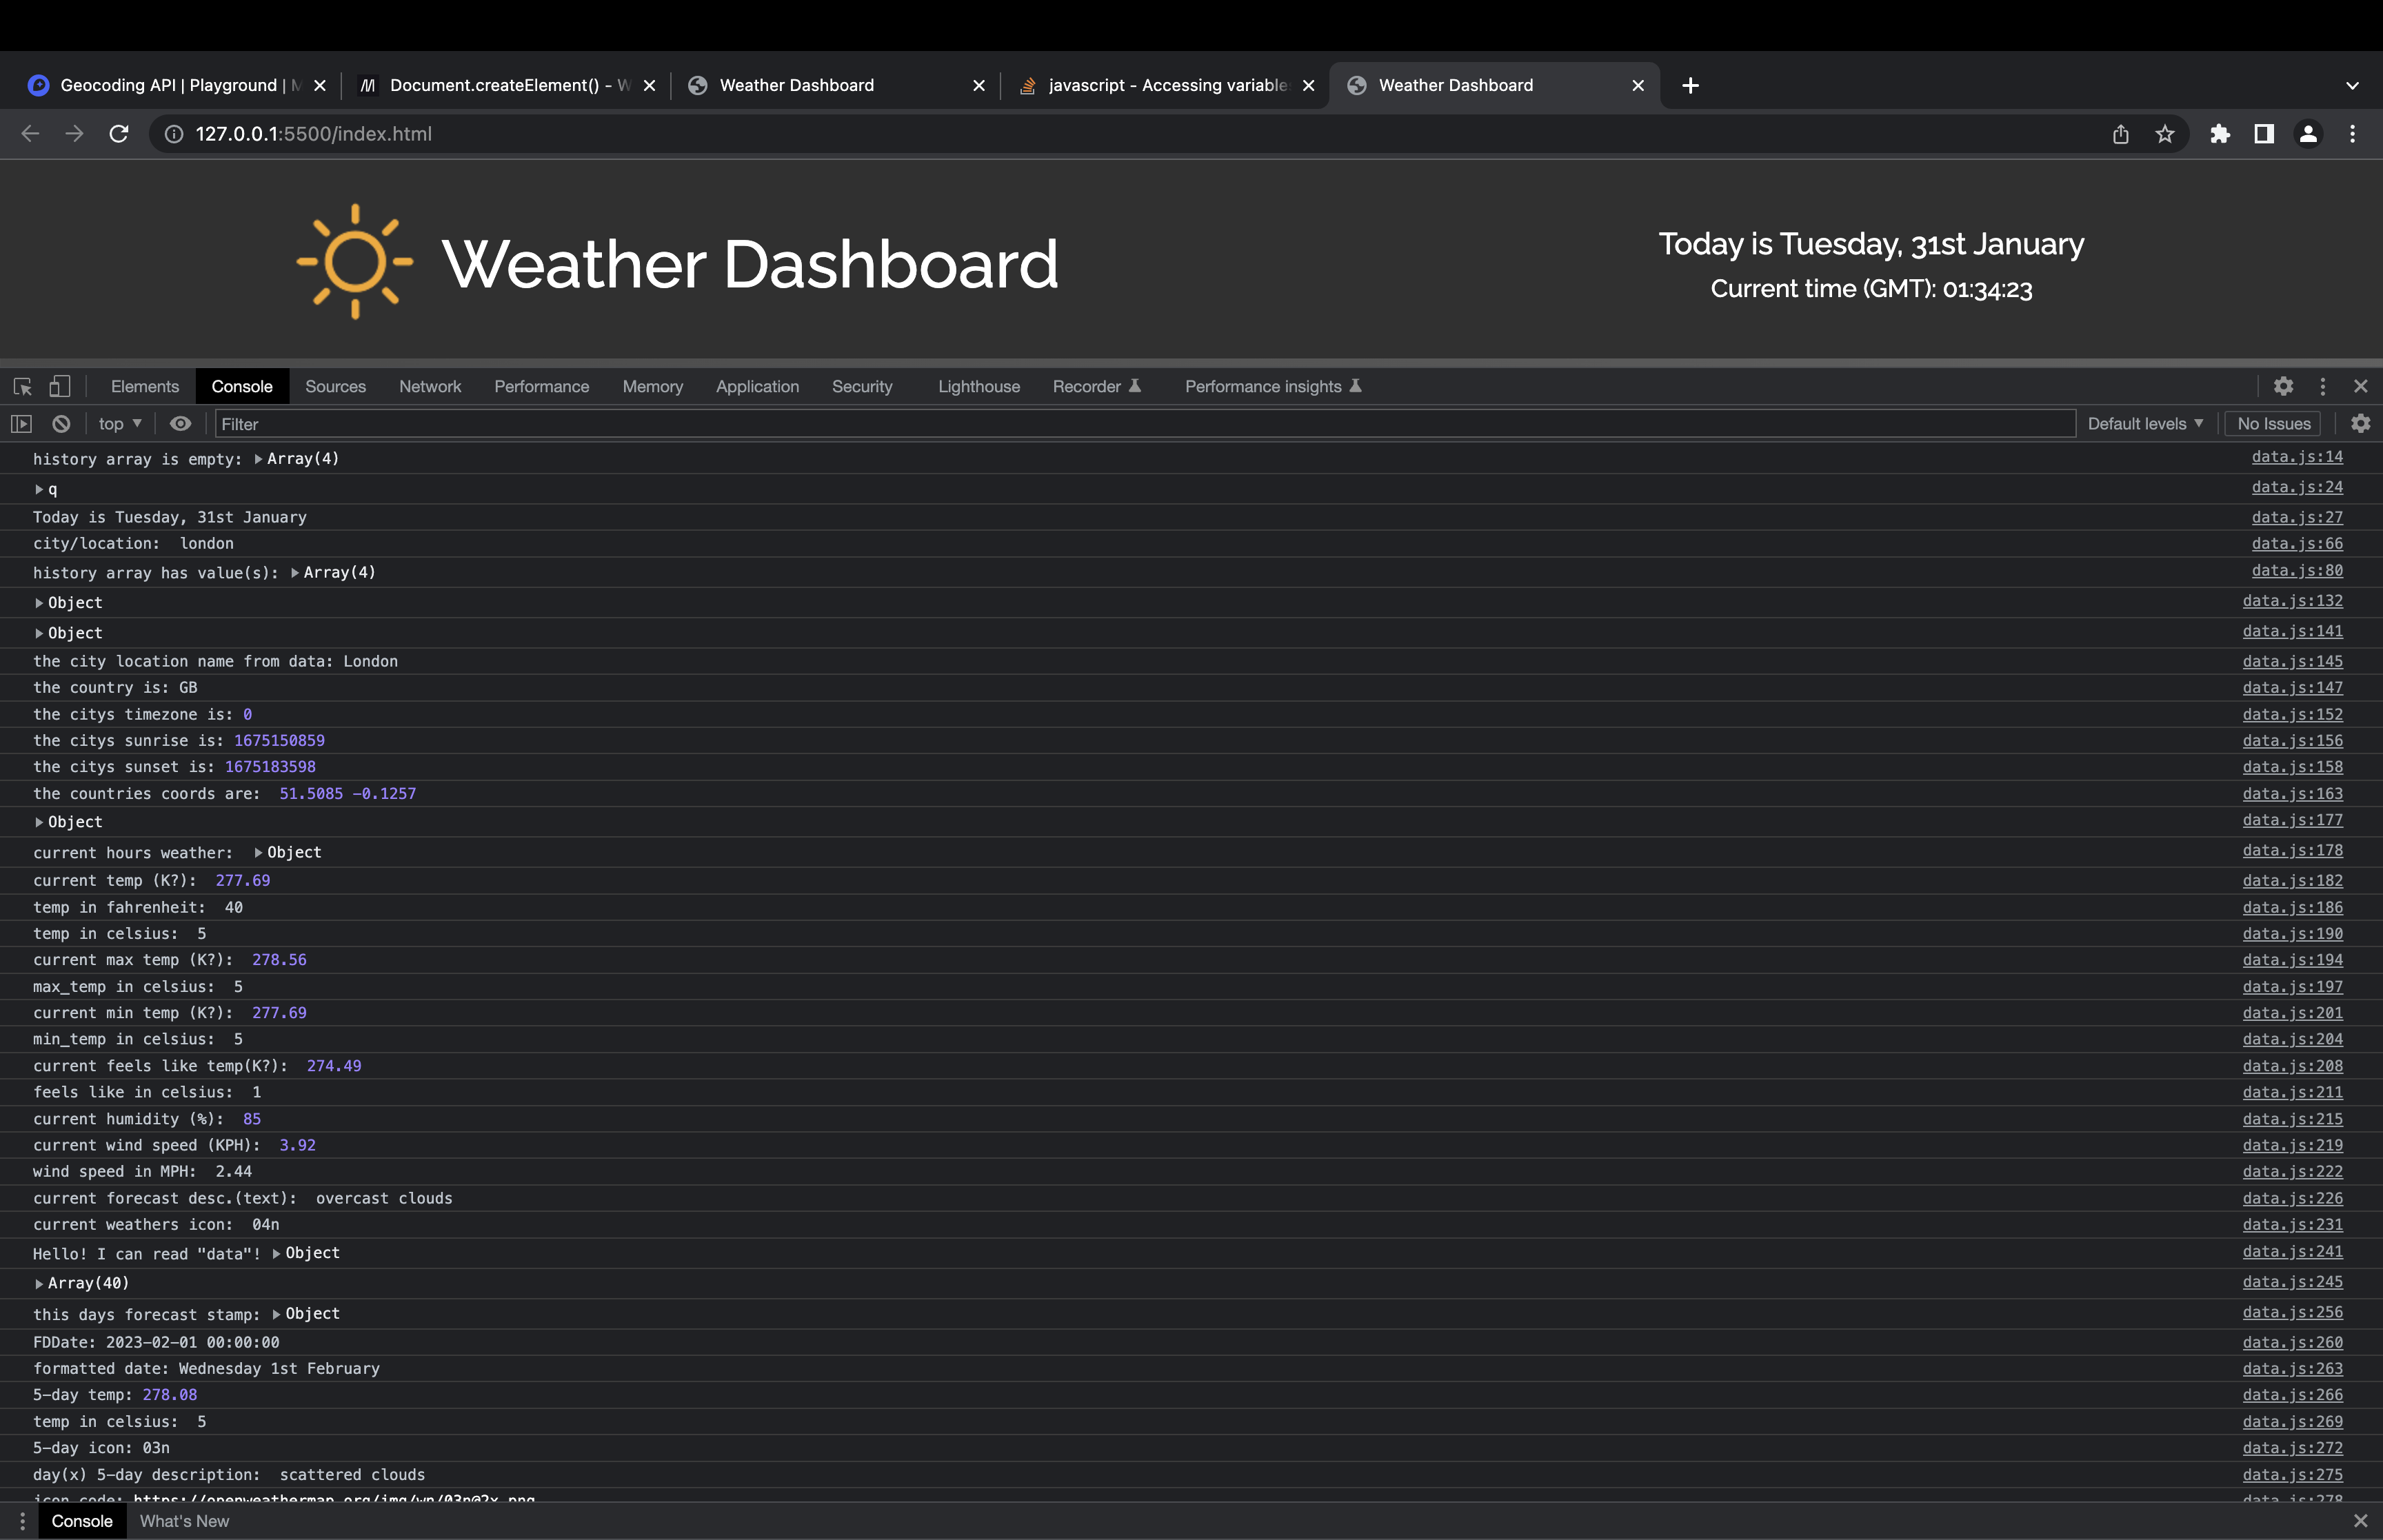 Geocoding API | Playground |
Document.createElement() -
Weather Dashboard
javascript - Accessing variable
Weather Dashboard
127.0.0.1:5500/index.html
Weather Dashboard
Today is Tuesday, 31st January
Current time (GMT): 01:34:23
Elements Console Sources Network Performance Memory Application Security Lighthouse Recorder Performance insights
top Filter Default levels No Issues
history array is empty: Array(4) data.js:14
q data.js:24
Today is Tuesday, 31st January data.js:27
city/location: london data.js:66
history array has value(s): Array(4) data.js:80
Object data.js:132
Object data.js:141
the city location name from data: London data.js:145
the country is: GB data.js:147
the citys timezone is: 0 data.js:152
the citys sunrise is: 1675150859 data.js:156
the citys sunset is: 1675183598 data.js:158
the countries coords are: 51.5085 -0.1257 data.js:163
Object data.js:177
current hours weather: Object data.js:178
current temp (K?): 277.69 data.js:182
temp in fahrenheit: 40 data.js:186
temp in celsius: 5 data.js:190
current max temp (K?): 278.56 data.js:194
max_temp in celsius: 5 data.js:197
current min temp (K?): 277.69 data.js:201
min_temp in celsius: 5 data.js:204
current feels like temp(K?): 274.49 data.js:208
feels like in celsius: 1 data.js:211
current humidity (%): 85 data.js:215
current wind speed (KPH): 3.92 data.js:219
wind speed in MPH: 2.44 data.js:222
current forecast desc.(text): overcast clouds data.js:226
current weathers icon: 04n data.js:231
Hello! I can read "data"! Object data.js:241
Array(40) data.js:245
this days forecast stamp: Object data.js:256
FDDate: 2023-02-01 00:00:00 data.js:260
formatted date: Wednesday 1st February data.js:263
5-day temp: 278.08 data.js:266
temp in celsius: 5 data.js:269
5-day icon: 03n data.js:272
day(x) 5-day description: scattered clouds data.js:275
icon code: https://openweathermap.org/img/wn/03n@2x.png data.js:278
Console What's New